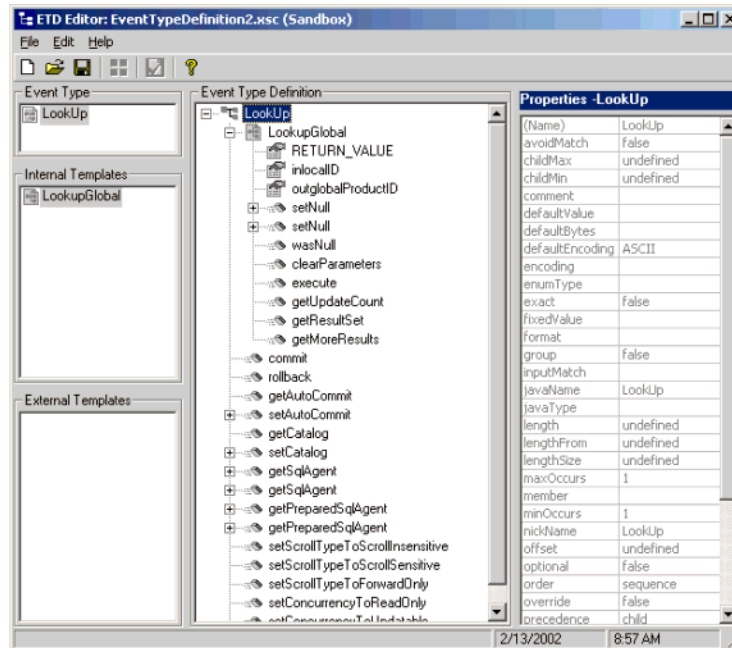 ETD Editor: EventTypeDefinition2.xsc (Sandbox)
File Edit Help
Event Type
LookUp
Internal Templates
LookupGlobal
External Templates
Event Type Definition
LookUp
LookupGlobal
RETURN_VALUE
inlocalID
outglobalProductID
setNull
setNull
wasNull
clearParameters
execute
getUpdateCount
getResultSet
getMoreResults
commit
rollback
getAutoCommit
setAutoCommit
getCatalog
setCatalog
getSqlAgent
getSqlAgent
getPreparedSqlAgent
getPreparedSqlAgent
setScrollTypeToScrollInsensitive
setScrollTypeToScrollSensitive
setScrollTypeToForwardOnly
setConcurrencyToReadOnly
setConcurrencyToUpdatable
Properties -LookUp
(Name) LookUp
avoidMatch false
childMax undefined
childMin undefined
comment
defaultValue
defaultBytes
defaultEncoding ASCII
encoding
enumType
exact false
fixedValue
format
group false
inputMatch
javaName LookUp
javaType
length undefined
lengthFrom undefined
lengthSize undefined
maxOccurs 1
member
minOccurs 1
nickName LookUp
offset undefined
optional false
order sequence
override false
precedence child
2/13/2002 8:57 AM